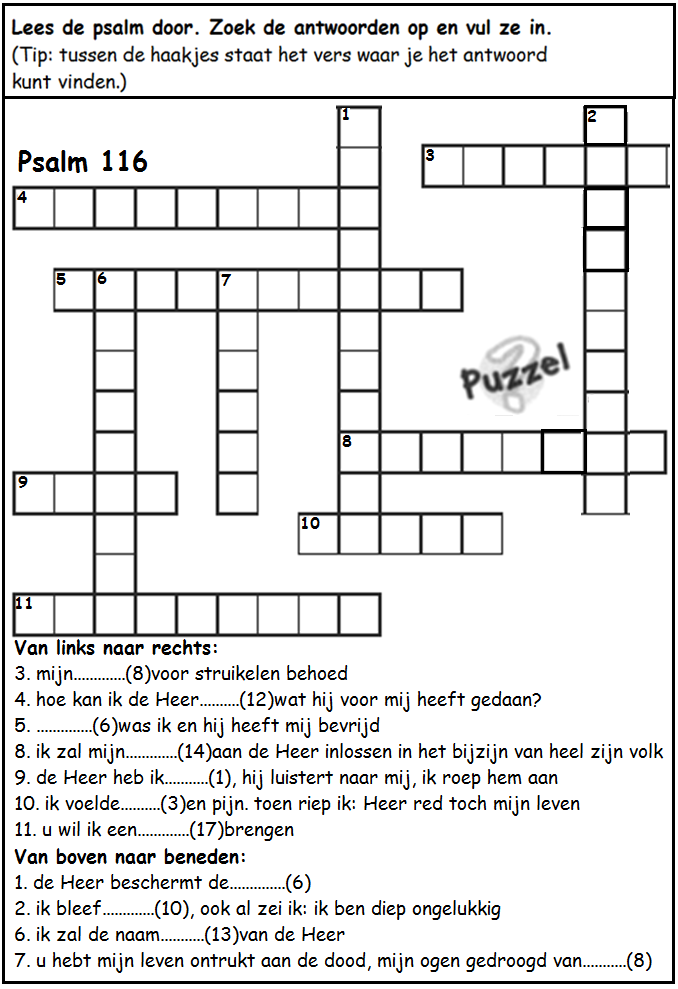 Lees de psalm door. Zoek de antwoorden op en vul ze in.
(Tip: tussen de haakjes staat het vers waar je het antwoord
kunt vinden.)
1
2
Psalm 116
3
4
5 6 7
Puzzel
8
9
10
11
Van links naar rechts:
3. mijn.............(8)voor struikelen behoed
4. hoe kan ik de Heer..........(12)wat hij voor mij heeft gedaan?
5. ..............(6)was ik en hij heeft mij bevrijd
8. ik zal mijn.............(14)aan de Heer inlossen in het bijzijn van heel zijn volk
9. de Heer heb ik...........(1), hij luistert naar mij, ik roep hem aan
10. ik voelde..........(3)en pijn. toen riep ik: Heer red toch mijn leven
11. u wil ik een.............(17)brengen
Van boven naar beneden:
1. de Heer beschermt de..............(6)
2. ik bleef.............(10), ook al zei ik: ik ben diep ongelukkig
6. ik zal de naam...........(13)van de Heer
7. u hebt mijn leven ontrukt aan de dood, mijn ogen gedroogd van...........(8)